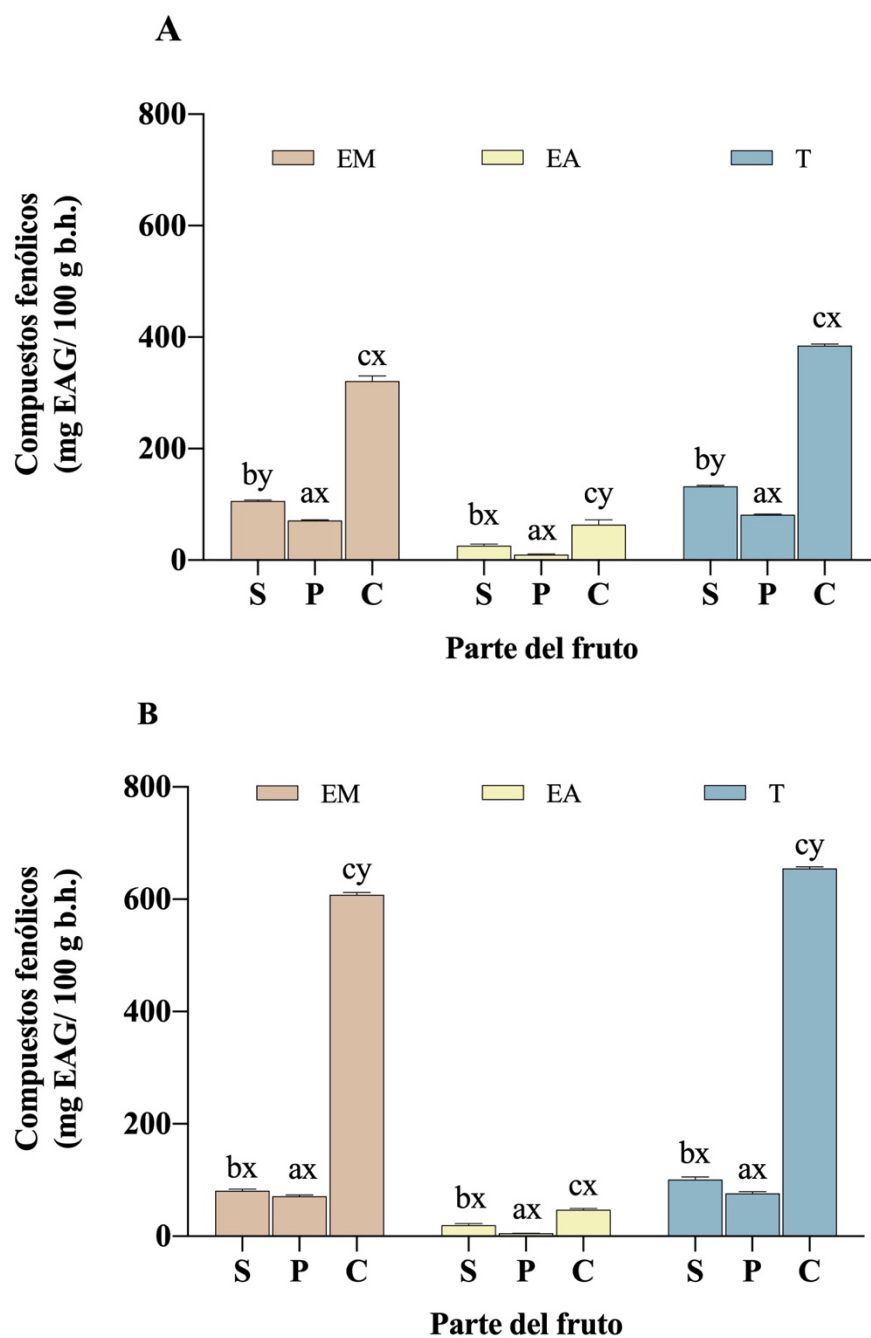 A
Compuestos fenólicos
(mg EAG/ 100 g b.h.)
800
600
400
200
0
EM EA T
by ax cx bx ax cy by ax cx
S P C S P C S P C
Parte del fruto
B
Compuestos fenólicos
(mg EAG/ 100 g b.h.)
800
600
400
200
0
EM EA T
bx ax cy bx ax cx bx ax cy
S P C S P C S P C
Parte del fruto